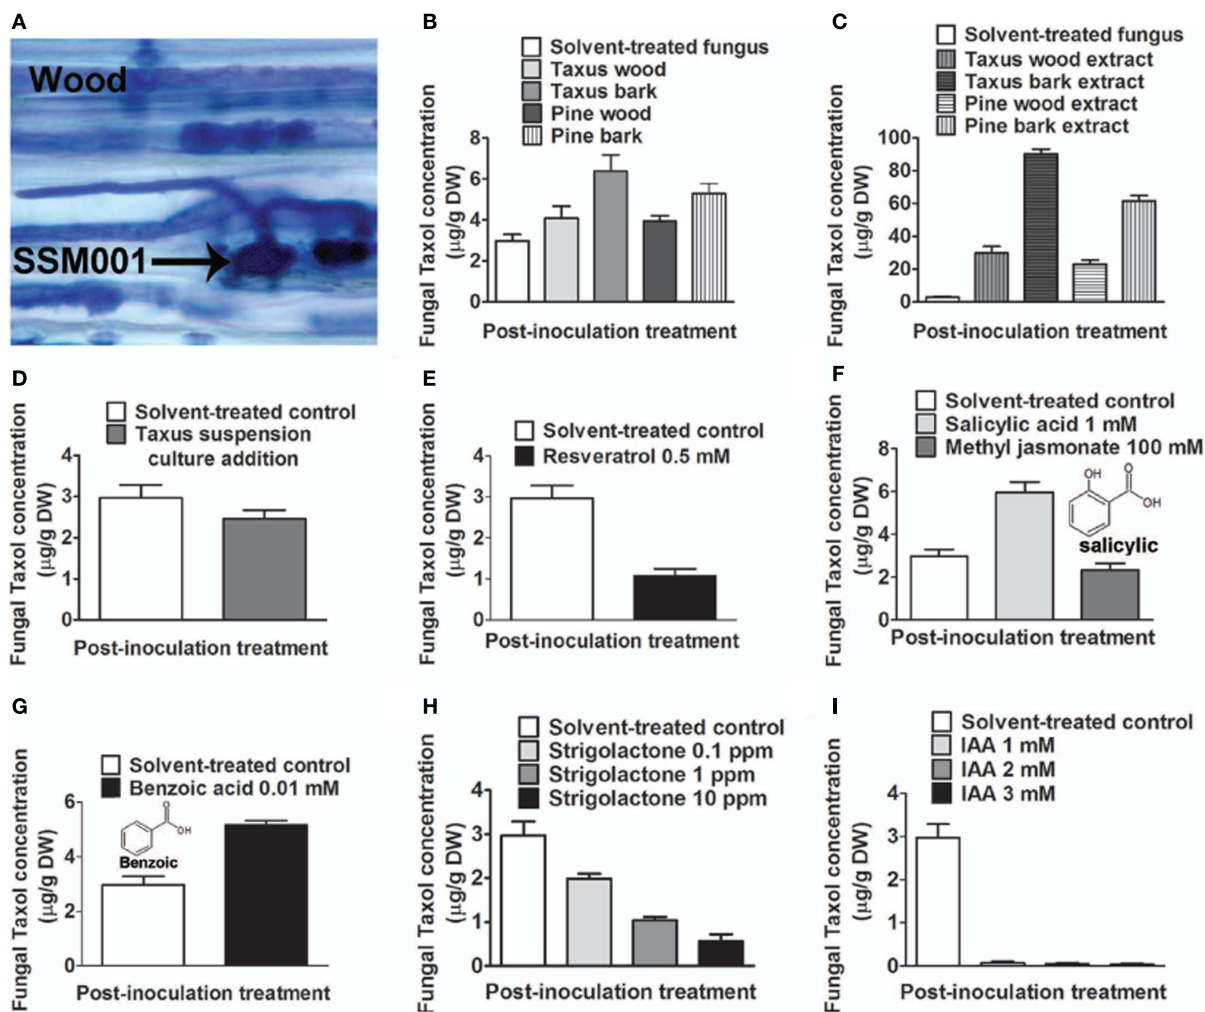 A
Wood
SSM001
B
Solvent-treated fungus
Taxus wood
Taxus bark
Pine wood
Pine bark
Fungal Taxol concentration
(μg/g DW)
8
6
4
2
0
Post-inoculation treatment
C
Solvent-treated fungus
Taxus wood extract
Taxus bark extract
Pine wood extract
Pine bark extract
Fungal Taxol concentration
(μg/g DW)
100
80
60
40
20
0
Post-inoculation treatment
D
Solvent-treated control
Taxus suspension
culture addition
Fungal Taxol concentration
(μg/g DW)
4
3
2
1
0
Post-inoculation treatment
E
Solvent-treated control
Resveratrol 0.5 mM
Fungal Taxol concentration
(μg/g DW)
4
3
2
1
0
Post-inoculation treatment
F
Solvent-treated control
Salicylic acid 1 mM
Methyl jasmonate 100 mM
Fungal Taxol concentration
(μg/g DW)
8
6
4
2
0
OH
O
OH
salicylic
Post-inoculation treatment
G
Solvent-treated control
Benzoic acid 0.01 mM
Fungal Taxol concentration
(μg/g DW)
6
4
2
0
O
OH
Benzoic
Post-inoculation treatment
H
Solvent-treated control
Strigolactone 0.1 ppm
Strigolactone 1 ppm
Strigolactone 10 ppm
Fungal Taxol concentration
(μg/g DW)
4
3
2
1
0
Post-inoculation treatment
I
Solvent-treated control
IAA 1 mM
IAA 2 mM
IAA 3 mM
Fungal Taxol concentration
(μg/g DW)
4
3
2
1
0
Post-inoculation treatment